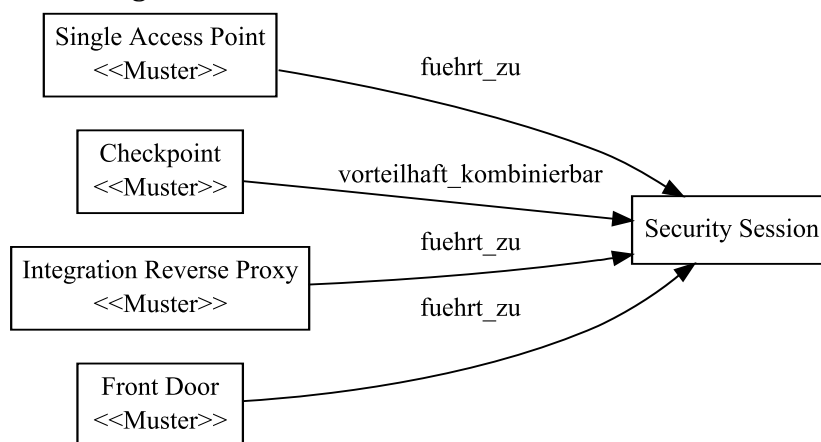 Single Access Point
<<Muster>>
fuehrt_zu
Checkpoint
<<Muster>>
vorteilhaft_kombinierbar
Security Session
Integration Reverse Proxy
<<Muster>>
fuehrt_zu
fuehrt_zu
Front Door
<<Muster>>